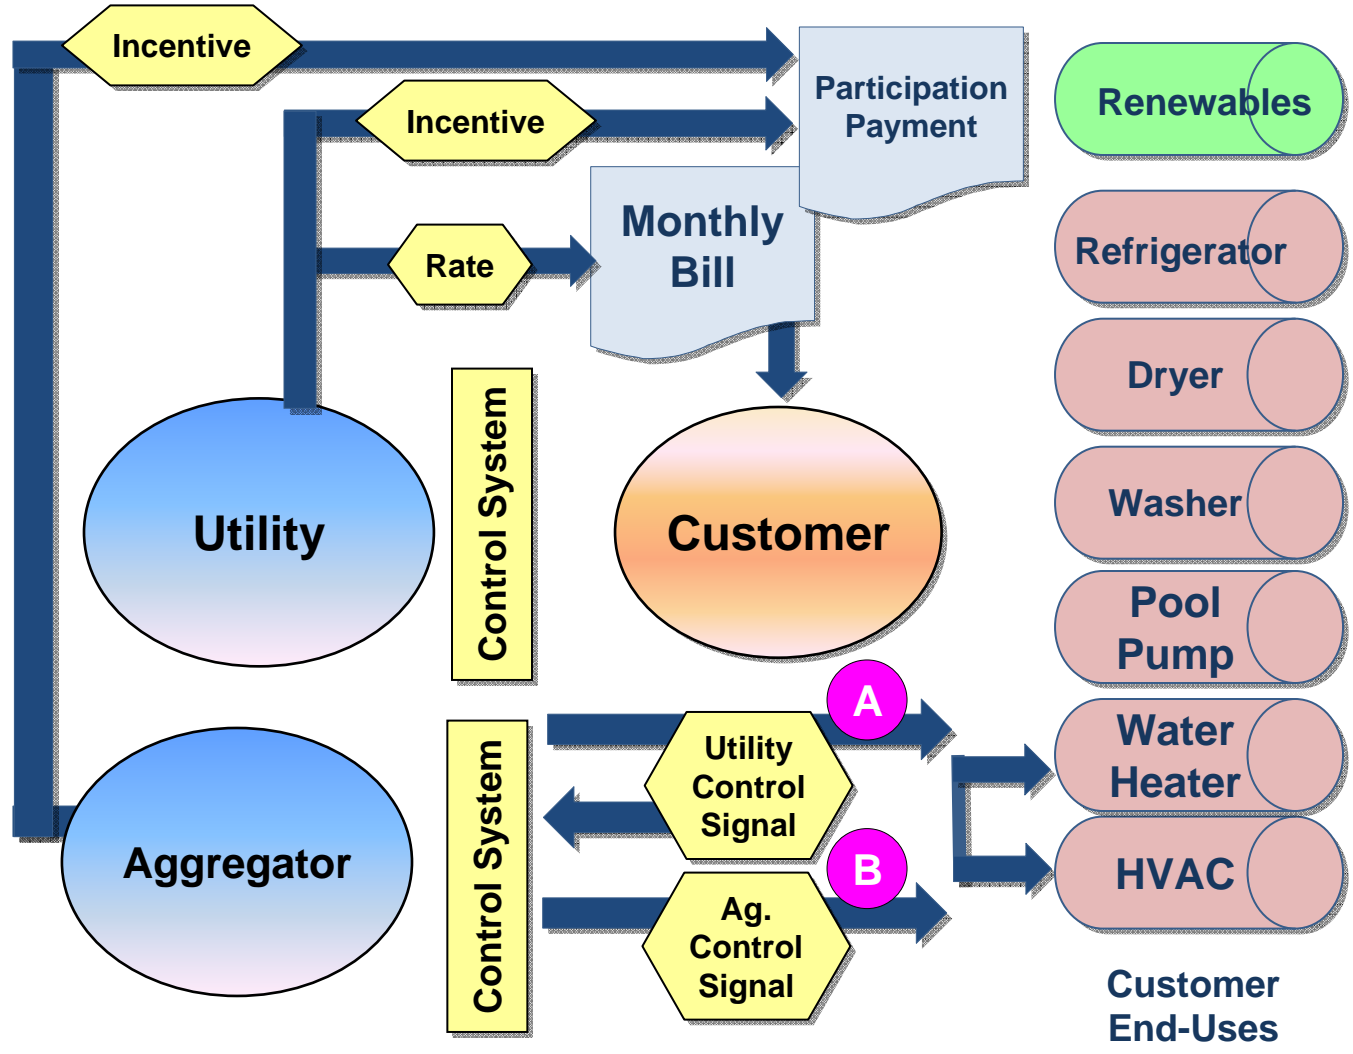 Incentive
Incentive
Rate
Participation
Payment
Monthly
Bill
Renewables
Refrigerator
Dryer
Washer
Pool
Pump
Water
Heater
HVAC
Customer
End-Uses
Utility
Control System
Customer
Aggregator
Control System
A
Utility
Control
Signal
B
Ag.
Control
Signal